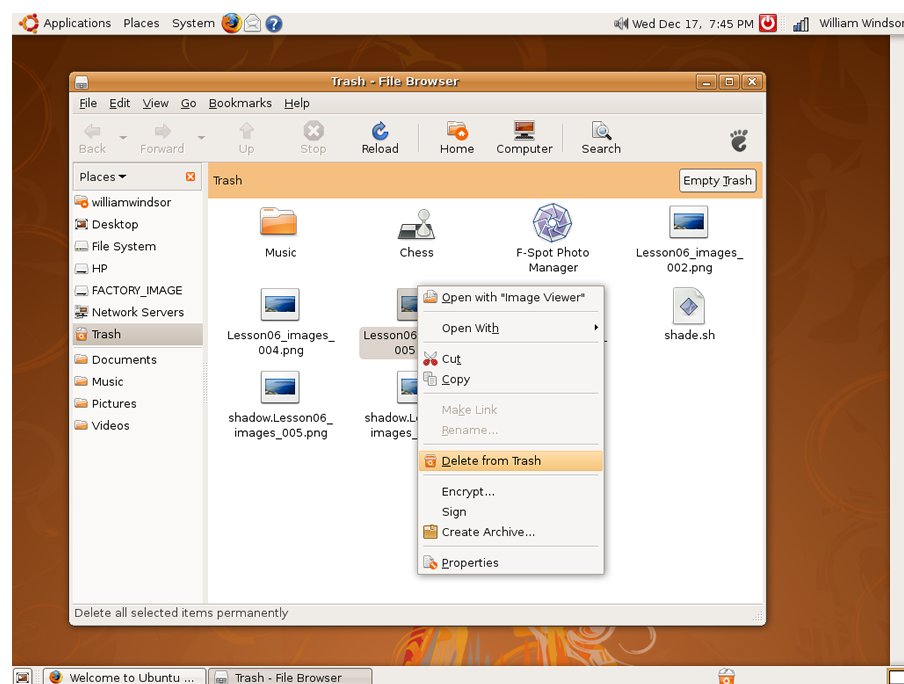 Applications Places System
Wed Dec 17, 7:45 PM
William Windsor
Trash - File Browser
File Edit View Go Bookmarks Help
Back Forward Up Stop Reload Home Computer Search
Places
Trash
Empty Trash
williamwindsor
Desktop
File System
HP
FACTORY_IMAGE
Network Servers
Trash
Documents
Music
Pictures
Videos
Music
Chess
F-Spot Photo
Manager
Lesson06_images_
002.png
Lesson06_images_
004.png
Lesson06
005
shade.sh
shadow.Lesson06_
images_005.png
shadow.L
images_
Open with "Image Viewer"
Open With
Cut
Copy
Make Link
Rename...
Delete from Trash
Encrypt...
Sign
Create Archive...
Properties
Delete all selected items permanently
Welcome to Ubuntu ...
Trash - File Browser